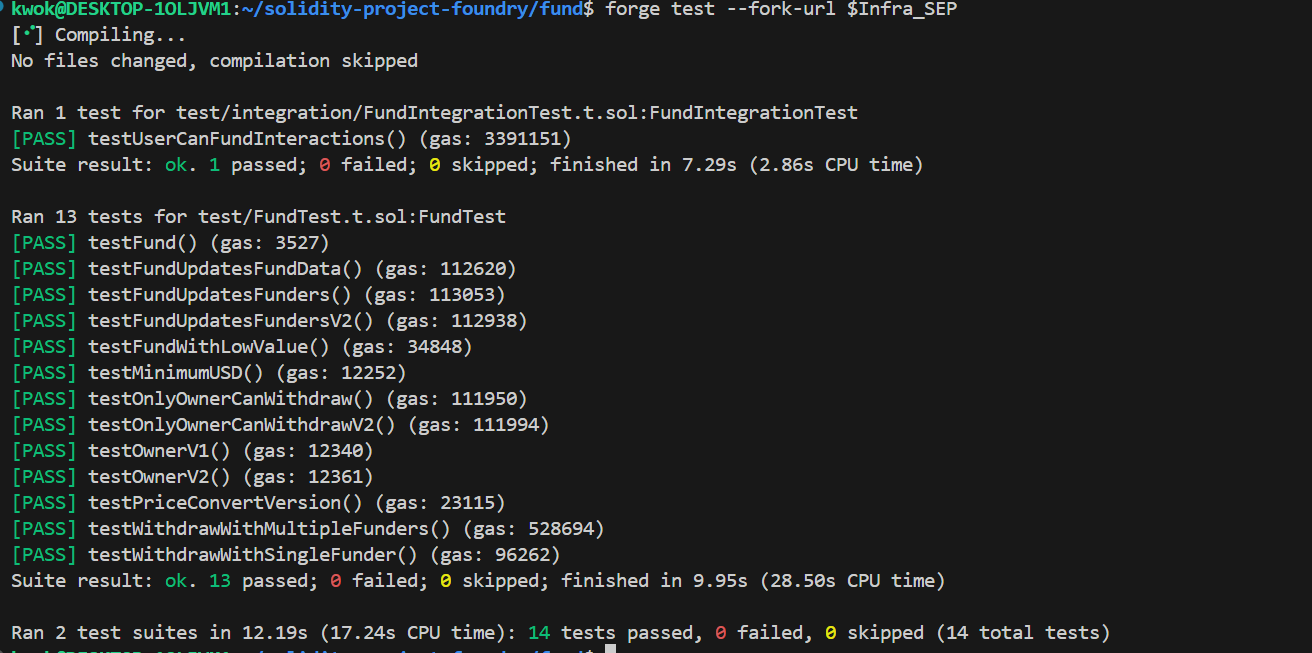 kwok@DESKTOP-1OLJVM1:~/solidity-project-foundry/fund$ forge test --fork-url $Infra_SEP
[⠊] Compiling...
No files changed, compilation skipped
Ran 1 test for test/integration/FundIntegrationTest.t.sol:FundIntegrationTest
[PASS] testUserCanFundInteractions() (gas: 3391151)
Suite result: ok. 1 passed; 0 failed; 0 skipped; finished in 7.29s (2.86s CPU time)
Ran 13 tests for test/FundTest.t.sol:FundTest
[PASS] testFund() (gas: 3527)
[PASS] testFundUpdatesFundData() (gas: 112620)
[PASS] testFundUpdatesFunders() (gas: 113053)
[PASS] testFundUpdatesFundersV2() (gas: 112938)
[PASS] testFundWithLowValue() (gas: 34848)
[PASS] testMinimumUSD() (gas: 12252)
[PASS] testOnlyOwnerCanWithdraw() (gas: 111950)
[PASS] testOnlyOwnerCanWithdrawV2() (gas: 111994)
[PASS] testOwnerV1() (gas: 12340)
[PASS] testOwnerV2() (gas: 12361)
[PASS] testPriceConvertVersion() (gas: 23115)
[PASS] testWithdrawWithMultipleFunders() (gas: 528694)
[PASS] testWithdrawWithSingleFunder() (gas: 96262)
Suite result: ok. 13 passed; 0 failed; 0 skipped; finished in 9.95s (28.50s CPU time)
Ran 2 test suites in 12.19s (17.24s CPU time): 14 tests passed, 0 failed, 0 skipped (14 total tests)